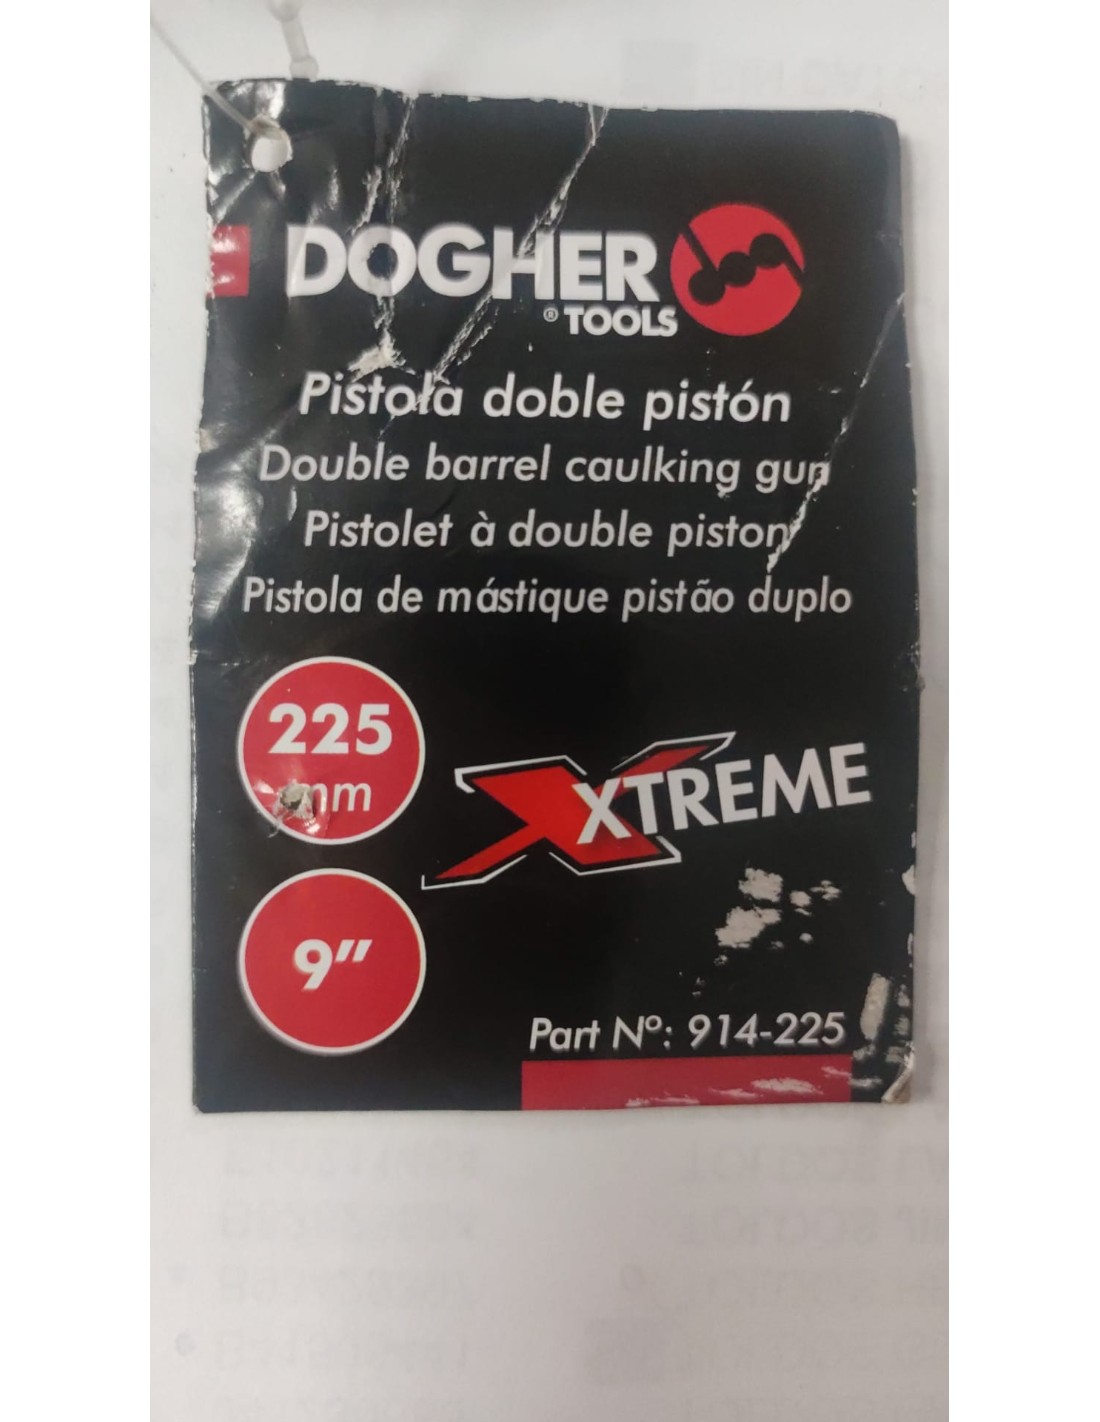 DOGHER
® TOOLS
Pistola doble pistón
Double barrel caulking gun
Pistolet à double piston
Pistola de mástique pistão duplo
225
mm
XTREME
9"
Part Nº: 914-225